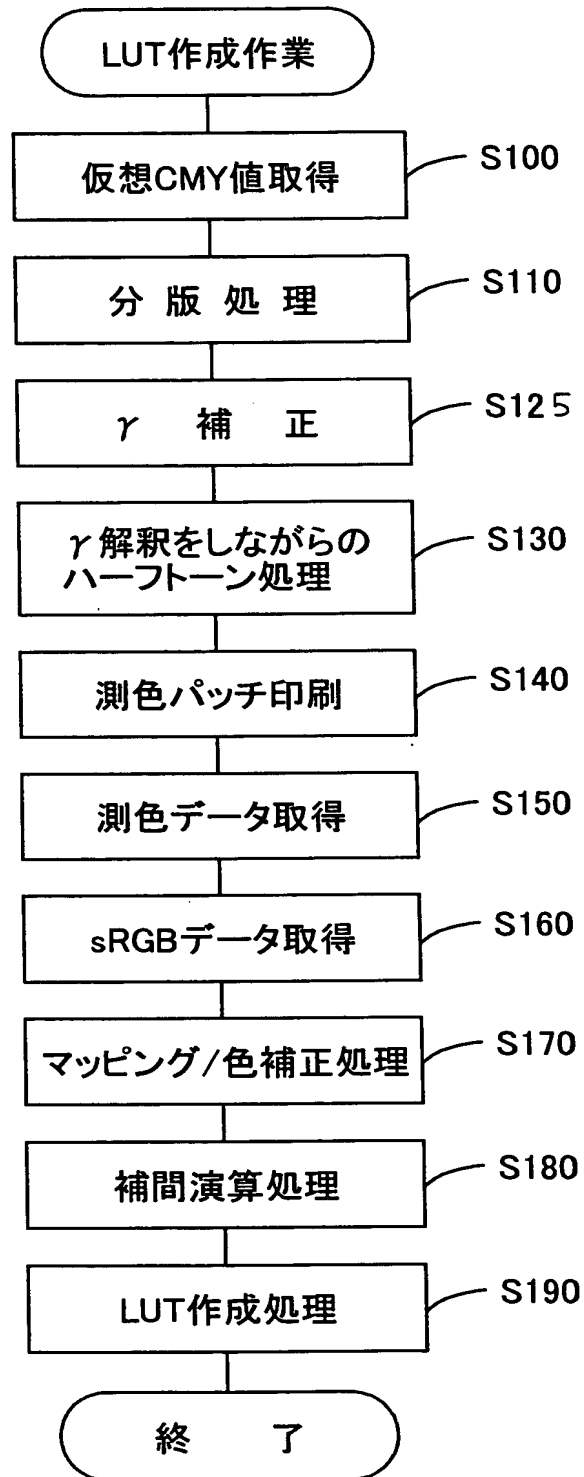 LUT作成作業
仮想CMY値取得 S100
分版処理 S110
γ補正 S125
γ解釈をしながらの
ハーフトーン処理 S130
測色パッチ印刷 S140
測色データ取得 S150
sRGBデータ取得 S160
マッピング/色補正処理 S170
補間演算処理 S180
LUT作成処理 S190
終了